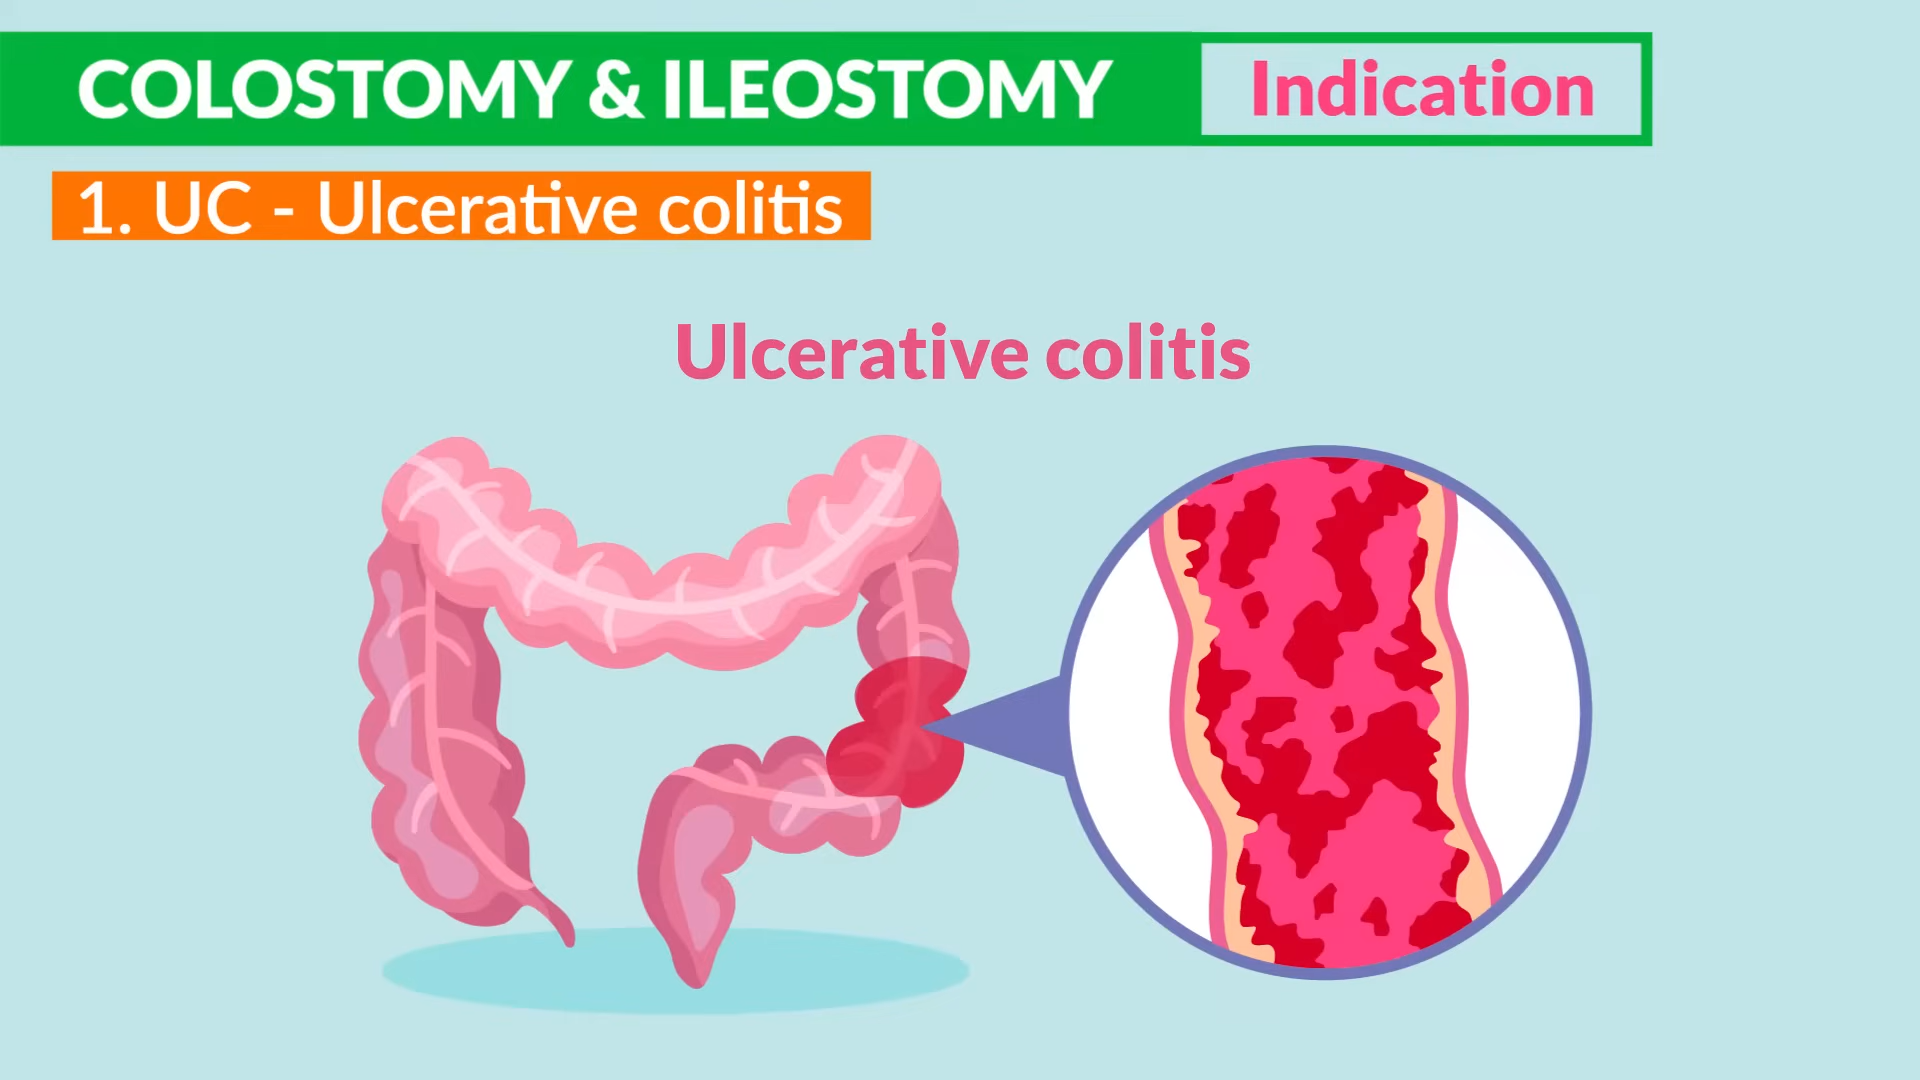 COLOSTOMY & ILEOSTOMY Indication
1. UC - Ulcerative colitis
Ulcerative colitis